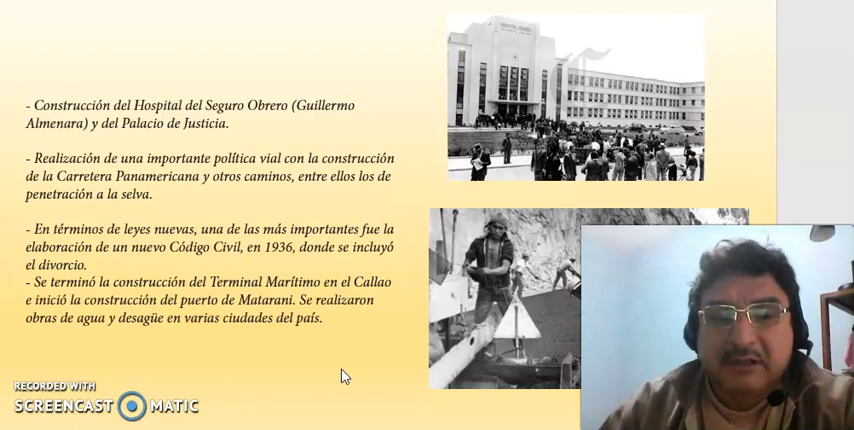 - Construcción del Hospital del Seguro Obrero (Guillermo
Almenara) y del Palacio de Justicia.
- Realización de una importante política vial con la construcción
de la Carretera Panamericana y otros caminos, entre ellos los de
penetración a la selva.
- En términos de leyes nuevas, una de las más importantes fue la
elaboración de un nuevo Código Civil, en 1936, donde se incluyó
el divorcio.
- Se terminó la construcción del Terminal Marítimo en el Callao
e inició la construcción del puerto de Matarani. Se realizaron
obras de agua y desagüe en varias ciudades del país.
RECORDED WITH
SCREENCAST MATIC